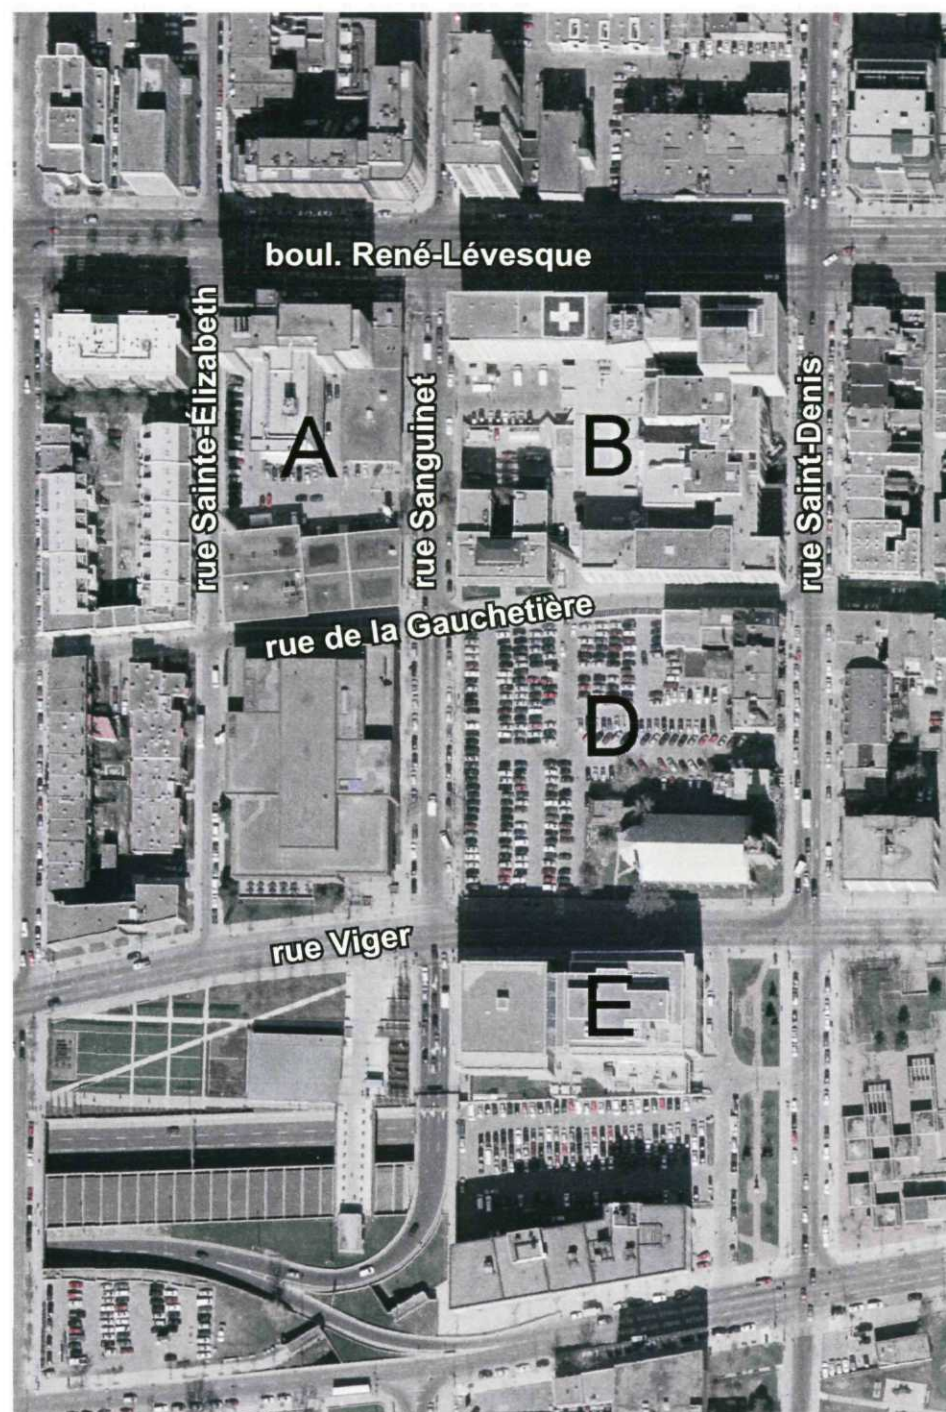 boul. René-Lévesque
rue Sainte-Élizabeth
rue Sanguinet
rue Saint-Denis
A
B
rue de la Gauchetière
D
rue Viger
E